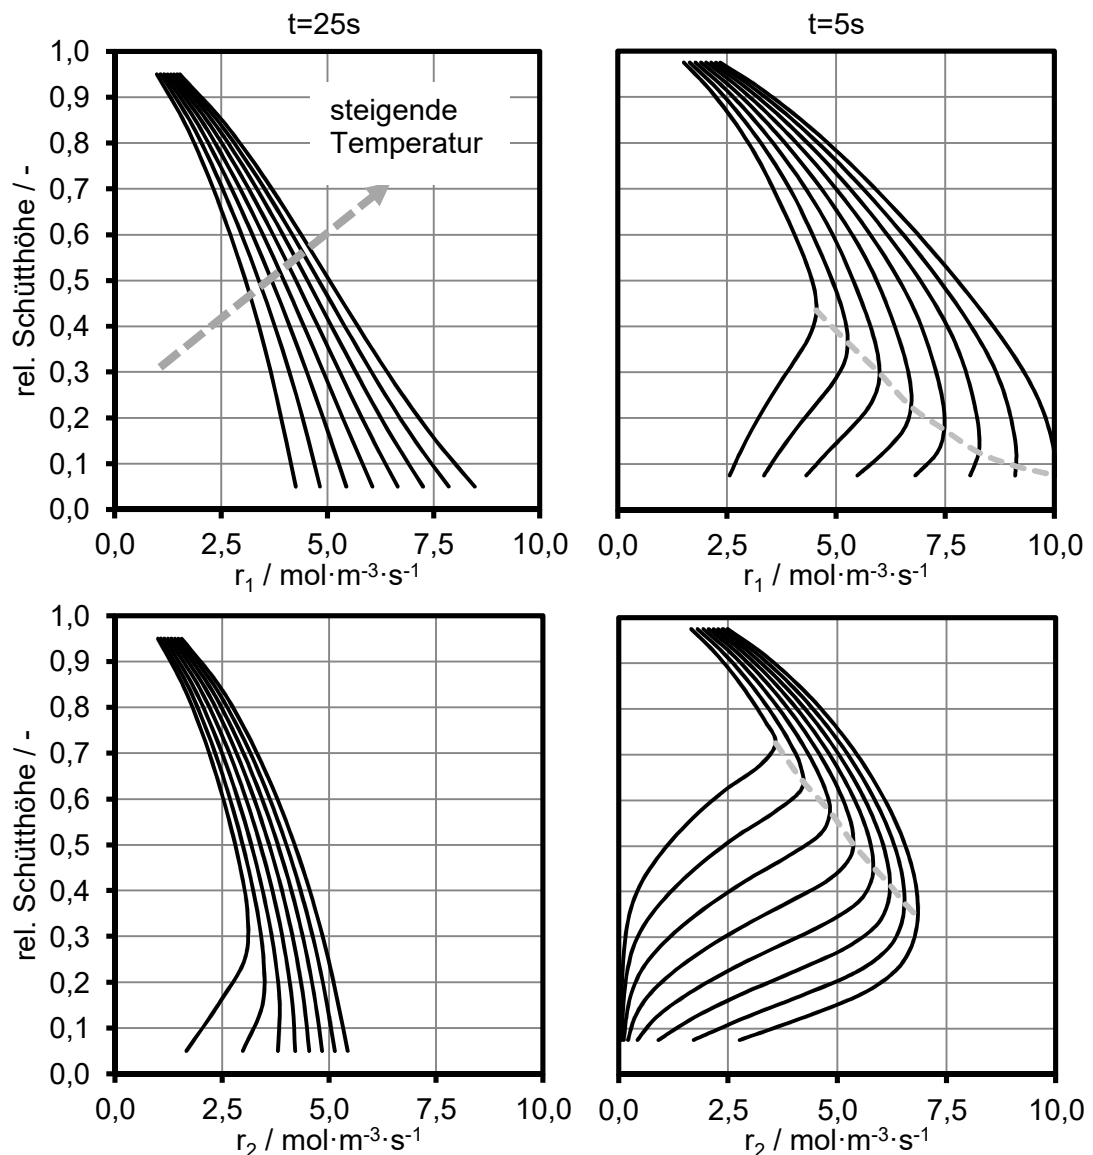 t=25s
t=5s
1,0
0,9
0,8
0,7
0,6
0,5
0,4
0,3
0,2
0,1
0,0
rel. Schütthöhe / -
steigende
Temperatur
0,0 2,5 5,0 7,5 10,0
r₁ / mol·m⁻³·s⁻¹
0,0 2,5 5,0 7,5 10,0
r₁ / mol·m⁻³·s⁻¹
1,0
0,9
0,8
0,7
0,6
0,5
0,4
0,3
0,2
0,1
0,0
rel. Schütthöhe / -
0,0 2,5 5,0 7,5 10,0
r₂ / mol·m⁻³·s⁻¹
0,0 2,5 5,0 7,5 10,0
r₂ / mol·m⁻³·s⁻¹